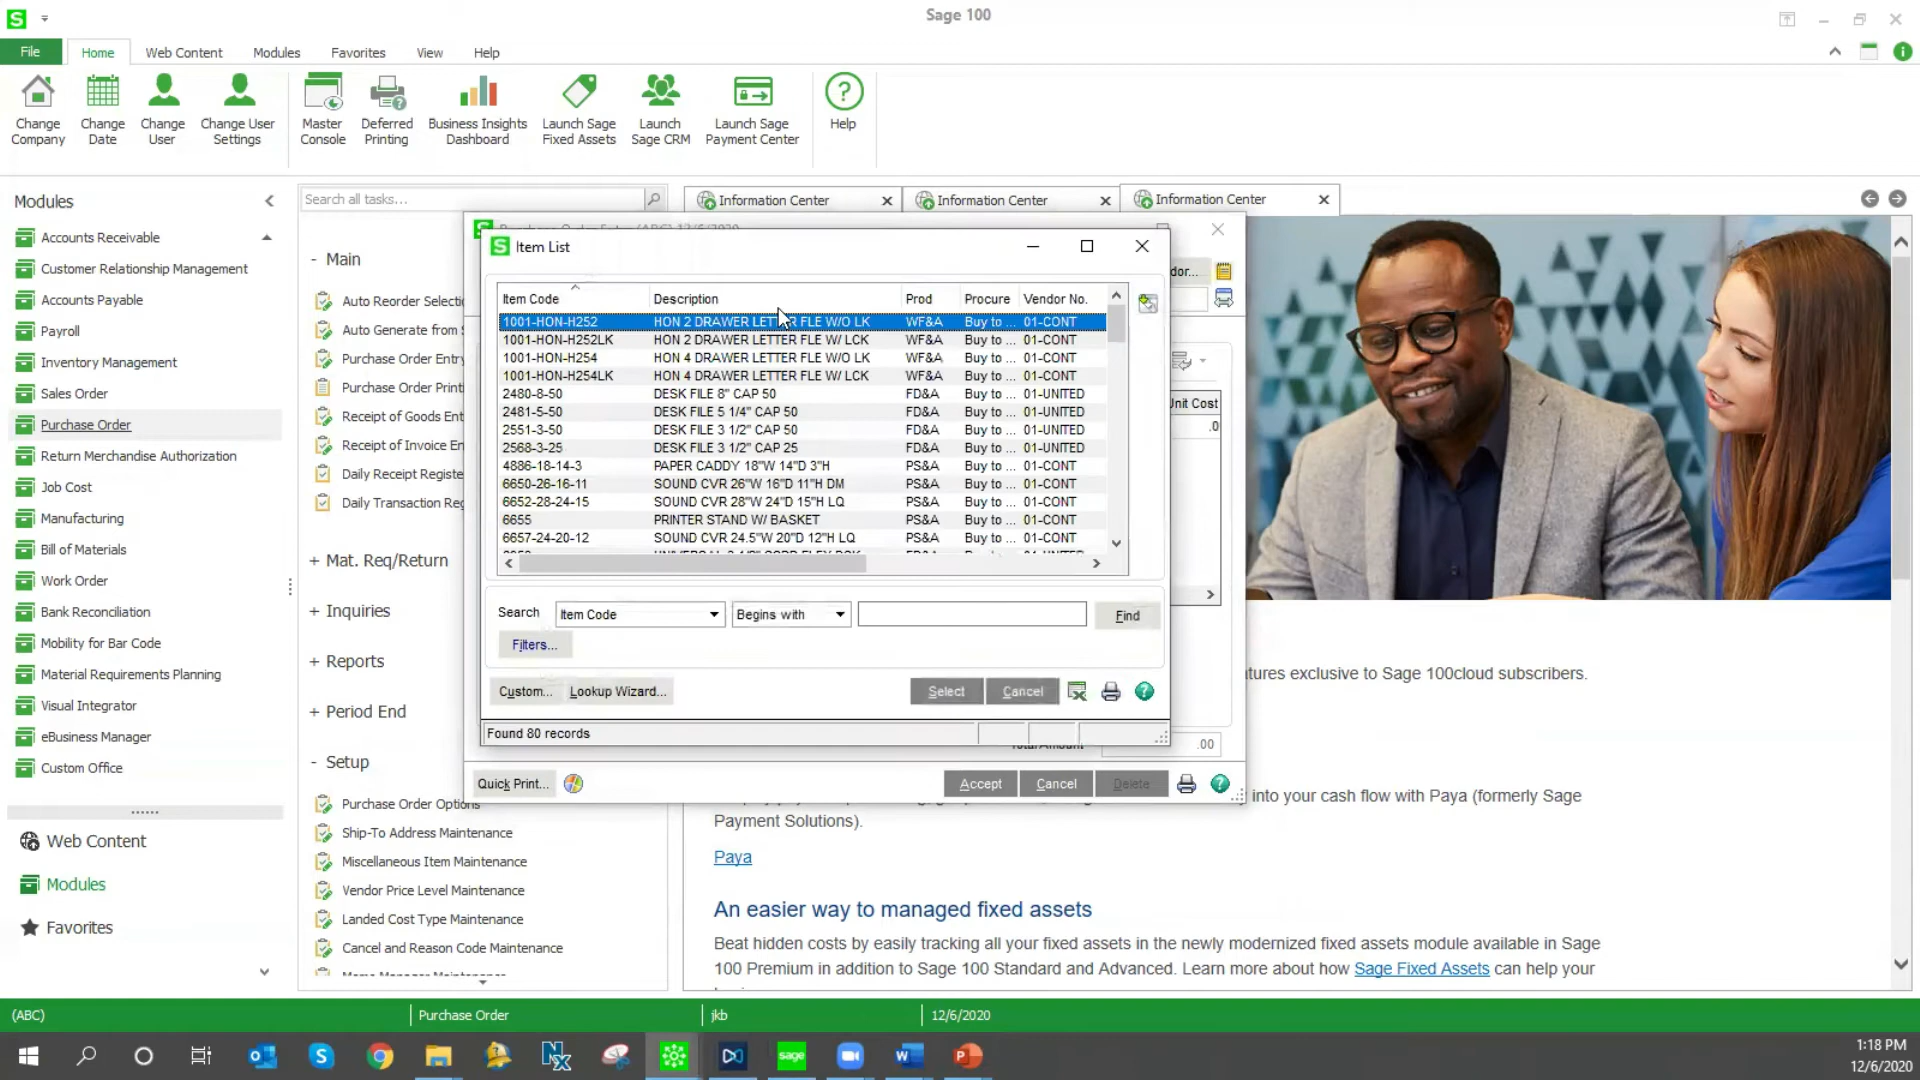 Sage 100
File
Home
Web Content
Modules
Favorites
View
Help
Change Company
Change Date
Change User
Change User Settings
Master Console
Deferred Printing
Business Insights Dashboard
Launch Sage Fixed Assets
Launch Sage CRM
Launch Sage Payment Center
Help
Modules
Accounts Receivable
Customer Relationship Management
Accounts Payable
Payroll
Inventory Management
Sales Order
Purchase Order
Return Merchandise Authorization
Job Cost
Manufacturing
Bill of Materials
Work Order
Bank Reconciliation
Mobility for Bar Code
Material Requirements Planning
Visual Integrator
eBusiness Manager
Custom Office
Web Content
Modules
Favorites
Search all tasks...
- Main
Auto Reorder Selecti
Auto Generate from S
Purchase Order Entry
Purchase Order Print
Receipt of Goods Ent
Receipt of Invoice En
Daily Receipt Registe
Daily Transaction Reg
+ Mat. Req/Return
+ Inquiries
+ Reports
+ Period End
- Setup
Purchase Order Options
Ship-To Address Maintenance
Miscellaneous Item Maintenance
Vendor Price Level Maintenance
Landed Cost Type Maintenance
Cancel and Reason Code Maintenance
Information Center
Information Center
Information Center
Item List
Item Code Description Prod Procure Vendor No.
1001-HON-H252 HON 2 DRAWER LETTER FLE W/O LK WF&A Buy to ... 01-CONT
1001-HON-H252LK HON 2 DRAWER LETTER FLE W/ LCK WF&A Buy to ... 01-CONT
1001-HON-H254 HON 4 DRAWER LETTER FLE W/O LK WF&A Buy to ... 01-CONT
1001-HON-H254LK HON 4 DRAWER LETTER FLE W/ LCK WF&A Buy to ... 01-CONT
2480-8-50 DESK FILE 8" CAP 50 FD&A Buy to ... 01-UNITED
2481-5-50 DESK FILE 5 1/4" CAP 50 FD&A Buy to ... 01-UNITED
2551-3-50 DESK FILE 3 1/2" CAP 50 FD&A Buy to ... 01-UNITED
2568-3-25 DESK FILE 3 1/2" CAP 25 FD&A Buy to ... 01-UNITED
4886-18-14-3 PAPER CADDY 18"W 14"D 3"H PS&A Buy to ... 01-CONT
6650-26-16-11 SOUND CVR 26"W 16"D 11"H DM PS&A Buy to ... 01-CONT
6652-28-24-15 SOUND CVR 28"W 24"D 15"H LQ PS&A Buy to ... 01-CONT
6655 PRINTER STAND W/ BASKET PS&A Buy to ... 01-CONT
6657-24-20-12 SOUND CVR 24.5"W 20"D 12"H LQ PS&A Buy to ... 01-CONT
Search Item Code Begins with Find
Filters...
Custom... Lookup Wizard... Select Cancel
Found 80 records
dor...
Unit Cost
.0
Total Amount .00
Quick Print... Accept Cancel Delete
tures exclusive to Sage 100cloud subscribers.
into your cash flow with Paya (formerly Sage
Payment Solutions).
Paya
An easier way to managed fixed assets
Beat hidden costs by easily tracking all your fixed assets in the newly modernized fixed assets module available in Sage
100 Premium in addition to Sage 100 Standard and Advanced. Learn more about how Sage Fixed Assets can help your
(ABC)
Purchase Order
jkb
12/6/2020
sage
1:18 PM
12/6/2020